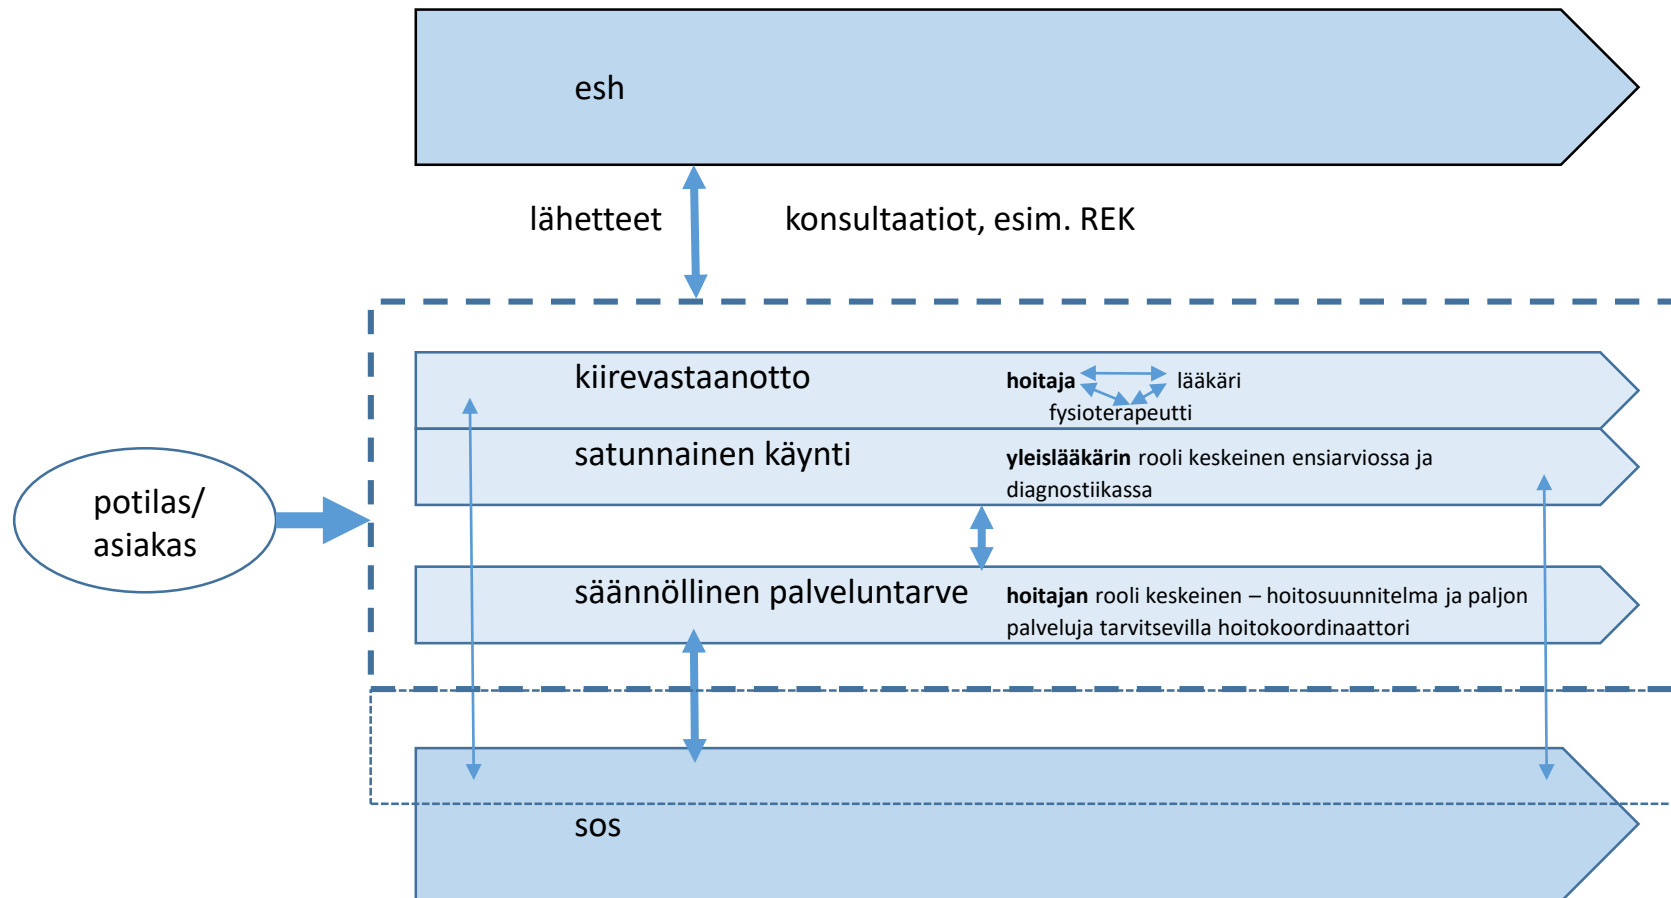 esh
lähetteet
konsultaatiot, esim. REK
kiirevastaanotto
hoitaja
lääkäri
fysioterapeutti
satunnainen käynti
yleislääkärin rooli keskeinen ensiarviossa ja
diagnostiikassa
potilas/
asiakas
säännöllinen palveluntarve
hoitajan rooli keskeinen – hoitosuunnitelma ja paljon
palveluja tarvitsevilla hoitokoordinaattori
sos